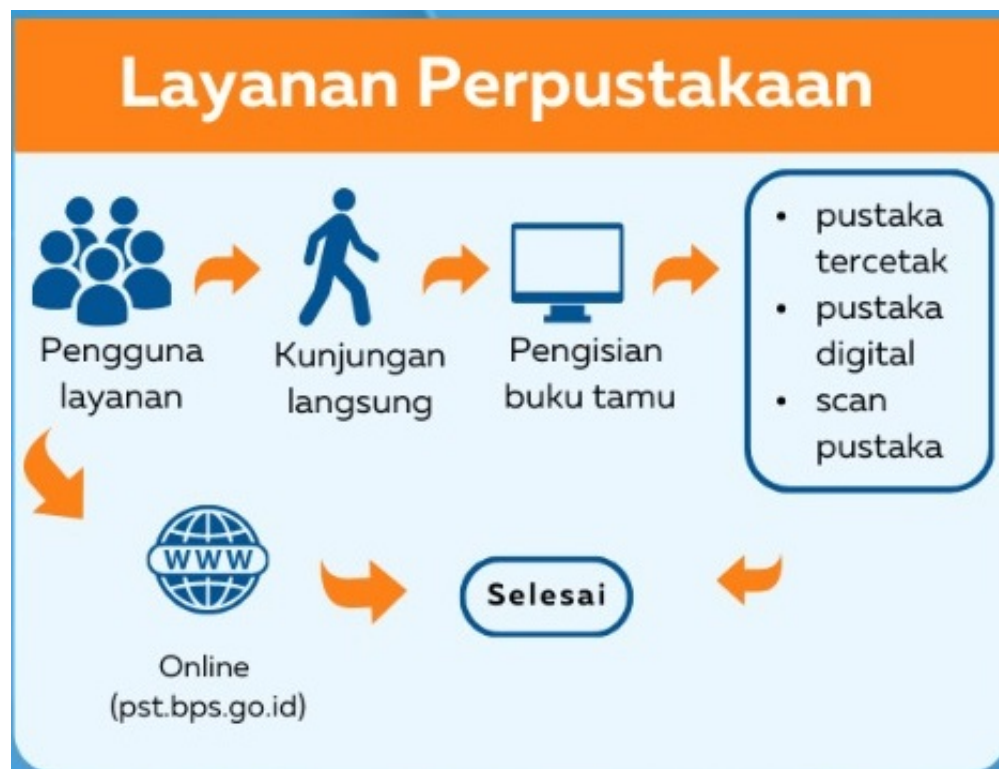 Layanan Perpustakaan
Pengguna
layanan
Kunjungan
langsung
Pengisian
buku tamu
• pustaka
tercetak
• pustaka
digital
• scan
pustaka
WWW
Online
(pst.bps.go.id)
Selesai